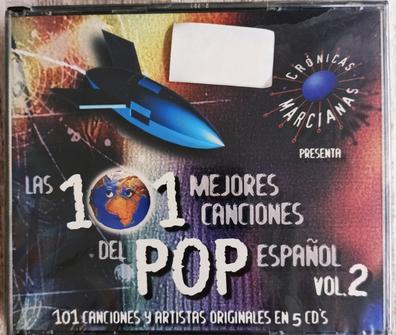 CRÓNICAS
MARCIANAS
PRESENTA
LAS 101 MEJORES
CANCIONES
DEL POP ESPAÑOL
VOL.2
101 CANCIONES Y ARTISTAS ORIGINALES EN 5 CD'S